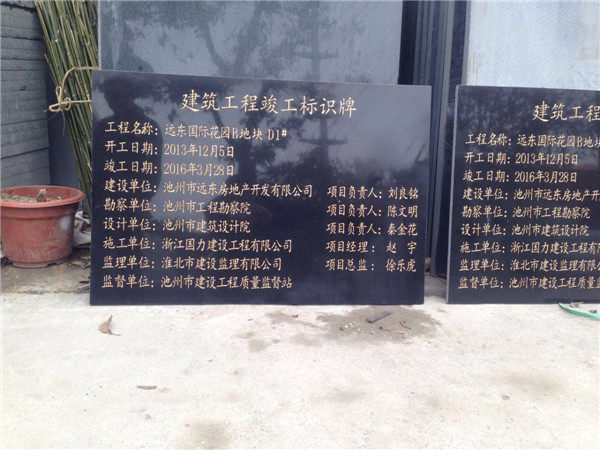 建筑工程竣工标识牌
工程名称：远东国际花园B地块 D1#
开工日期：2013年12月5日
竣工日期：2016年3月28日
建设单位：池州市远东房地产开发有限公司 项目负责人：刘良铭
勘察单位：池州市工程勘察院 项目负责人：陈文明
设计单位：池州市建筑设计院 项目负责人：秦金花
施工单位：浙江国力建设工程有限公司 项目经理：赵 宇
监理单位：淮北市建设监理有限公司 项目总监：徐乐虎
监督单位：池州市建设工程质量监督站
建筑工程
工程名称：远东国际花园B地块
开工日期：2013年12月5日
竣工日期：2016年3月28日
建设单位：池州市远东房地产开
勘察单位：池州市工程勘察院
设计单位：池州市建筑设计院
施工单位：浙江国力建设工程有
监理单位：淮北市建设监理有限
监督单位：池州市建设工程质量